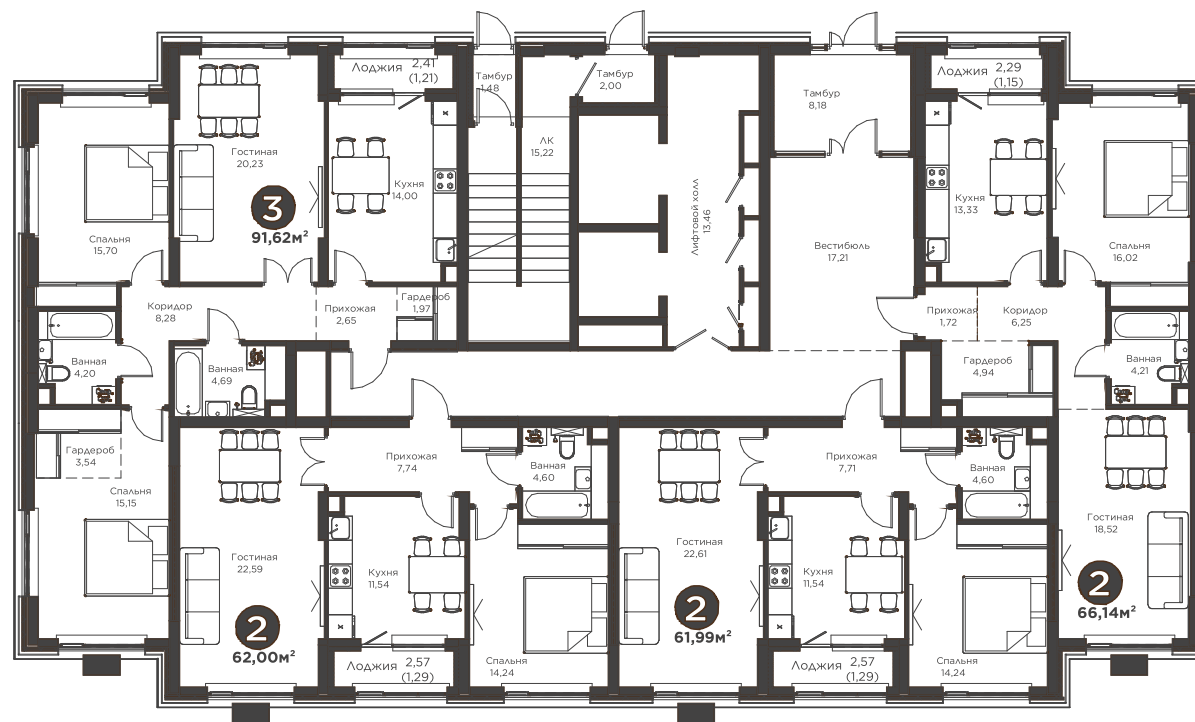 Лоджия 2,41
(1,21)
Тамбур
1,48
Тамбур
2,00
Тамбур
8,18
Лоджия 2,29
(1,15)
Гостиная
20,23
3
91,62м²
Кухня
14,00
ЛК
15,22
Лифтовой холл
13,46
Вестибюль
17,21
Кухня
13,33
Спальня
16,02
Спальня
15,70
Коридор
8,28
Прихожая
2,65
Гардероб
1,97
Прихожая
1,72
Коридор
6,25
Ванная
4,20
Ванная
4,69
Гардероб
4,94
Ванная
4,21
Гардероб
3,54
Спальня
15,15
Прихожая
7,74
Ванная
4,60
Прихожая
7,71
Ванная
4,60
Гостиная
22,59
2
62,00м²
Кухня
11,54
Спальня
14,24
Лоджия 2,57
(1,29)
Гостиная
22,61
2
61,99м²
Кухня
11,54
Спальня
14,24
Лоджия 2,57
(1,29)
Гостиная
18,52
2
66,14м²